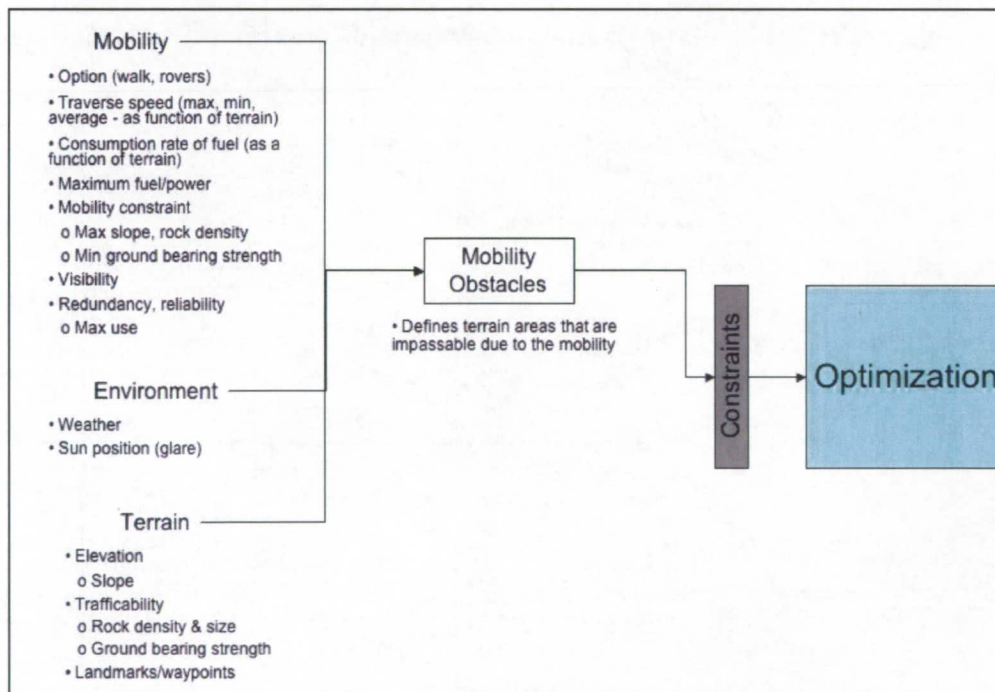 Mobility
• Option (walk, rovers)
• Traverse speed (max, min,
average - as function of terrain)
• Consumption rate of fuel (as a
function of terrain)
• Maximum fuel/power
• Mobility constraint
o Max slope, rock density
o Min ground bearing strength
• Visibility
• Redundancy, reliability
o Max use
Environment
• Weather
• Sun position (glare)
Terrain
• Elevation
o Slope
• Trafficability
o Rock density & size
o Ground bearing strength
• Landmarks/waypoints
Mobility
Obstacles
• Defines terrain areas that are
impassable due to the mobility
Constraints
Optimization